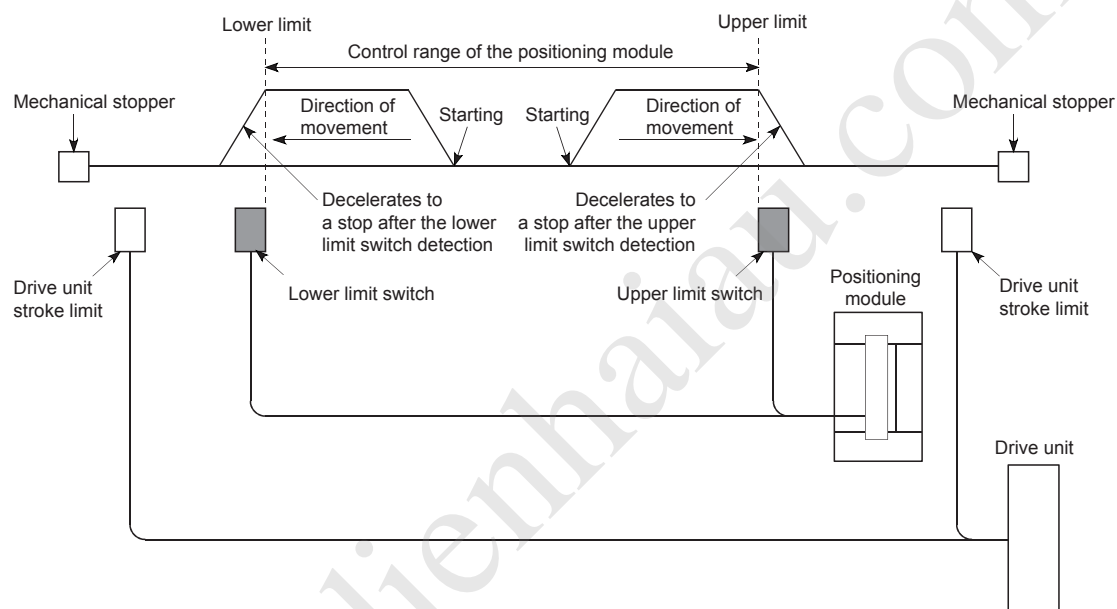 Lower limit
Upper limit
Control range of the positioning module
Mechanical stopper
Direction of
movement
Starting
Starting
Direction of
movement
Mechanical stopper
Decelerates to
a stop after the lower
limit switch detection
Decelerates to
a stop after the upper
limit switch detection
Drive unit
stroke limit
Lower limit switch
Upper limit switch
Positioning
module
Drive unit
stroke limit
Drive unit
dienhaiau.com